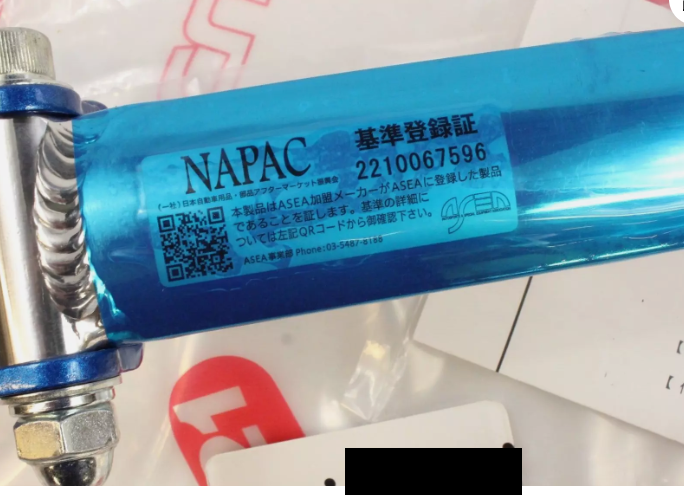 NAPAC
基準登録証
2210067596
(一社)日本自動車用品・部品アフターマーケット振興会
本製品はASEA加盟メーカーがASEAに登録した製品
であることを証します。基準の詳細に
ついては左記QRコードから御確認下さい。
ASEA事業部 Phone:03-5487-8188
ASEA